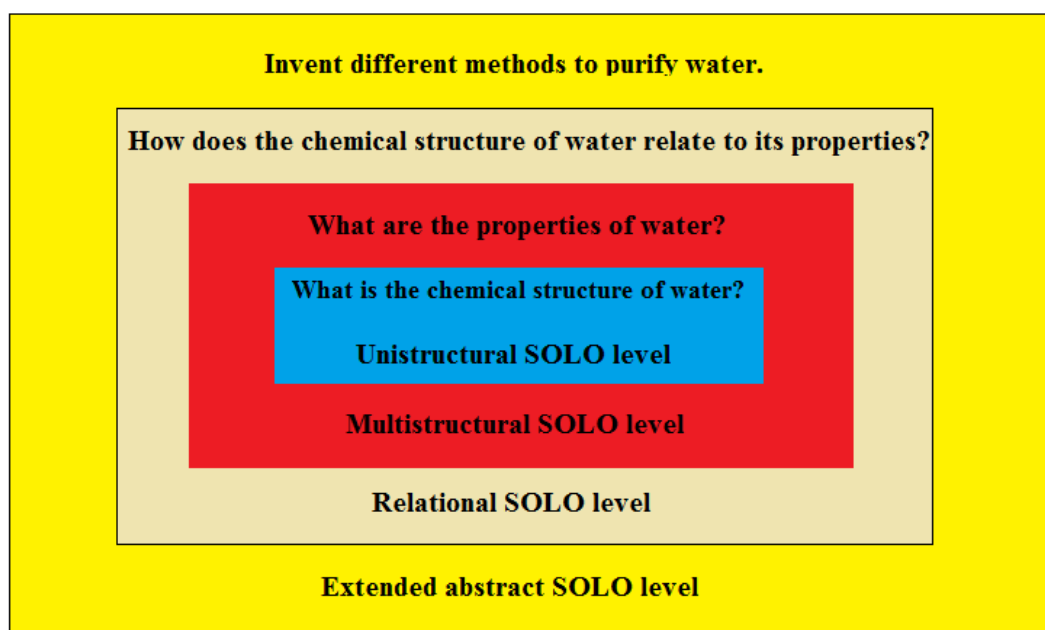 Invent different methods to purify water.
How does the chemical structure of water relate to its properties?
What are the properties of water?
What is the chemical structure of water?
Unistructural SOLO level
Multistructural SOLO level
Relational SOLO level
Extended abstract SOLO level